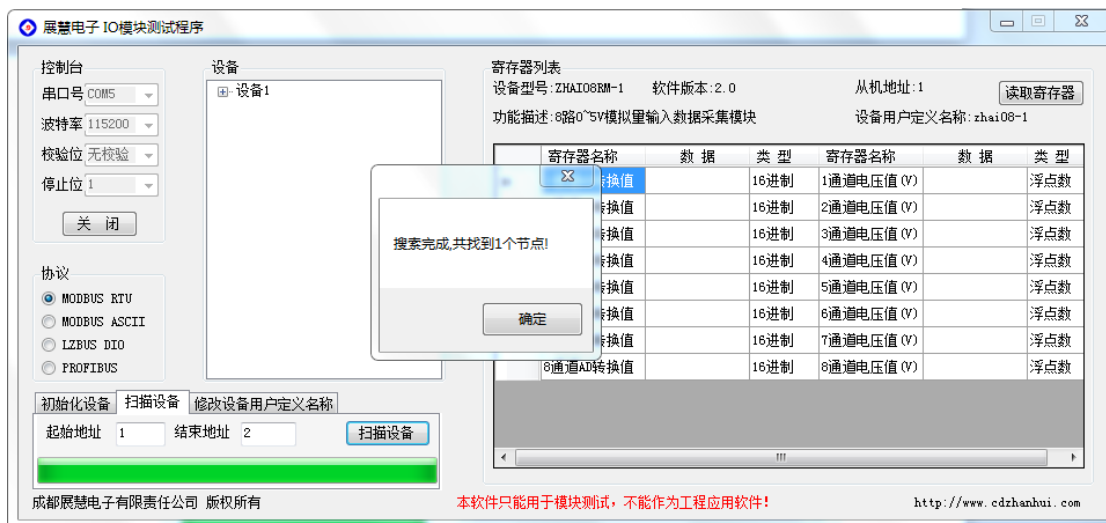 展慧电子 IO模块测试程序
控制台
串口号 COM5
波特率 115200
校验位 无校验
停止位 1
关 闭
协议
MODBUS RTU
MODBUS ASCII
LZBUS DIO
PROFIBUS
设备
设备1
寄存器列表
设备型号:ZHAI08RM-1 软件版本:2.0 从机地址:1 读取寄存器
功能描述:8路0~5V模拟量输入数据采集模块 设备用户定义名称:zhai08-1
寄存器名称 数 据 类 型 寄存器名称 数 据 类 型
转换值 16进制 1通道电压值(V) 浮点数
转换值 16进制 2通道电压值(V) 浮点数
转换值 16进制 3通道电压值(V) 浮点数
转换值 16进制 4通道电压值(V) 浮点数
转换值 16进制 5通道电压值(V) 浮点数
转换值 16进制 6通道电压值(V) 浮点数
转换值 16进制 7通道电压值(V) 浮点数
8通道AD转换值 16进制 8通道电压值(V) 浮点数
搜索完成,共找到1个节点!
确定
初始化设备 扫描设备 修改设备用户定义名称
起始地址 1 结束地址 2 扫描设备
成都展慧电子有限责任公司 版权所有 本软件只能用于模块测试，不能作为工程应用软件! http://www.cdzhanhui.com